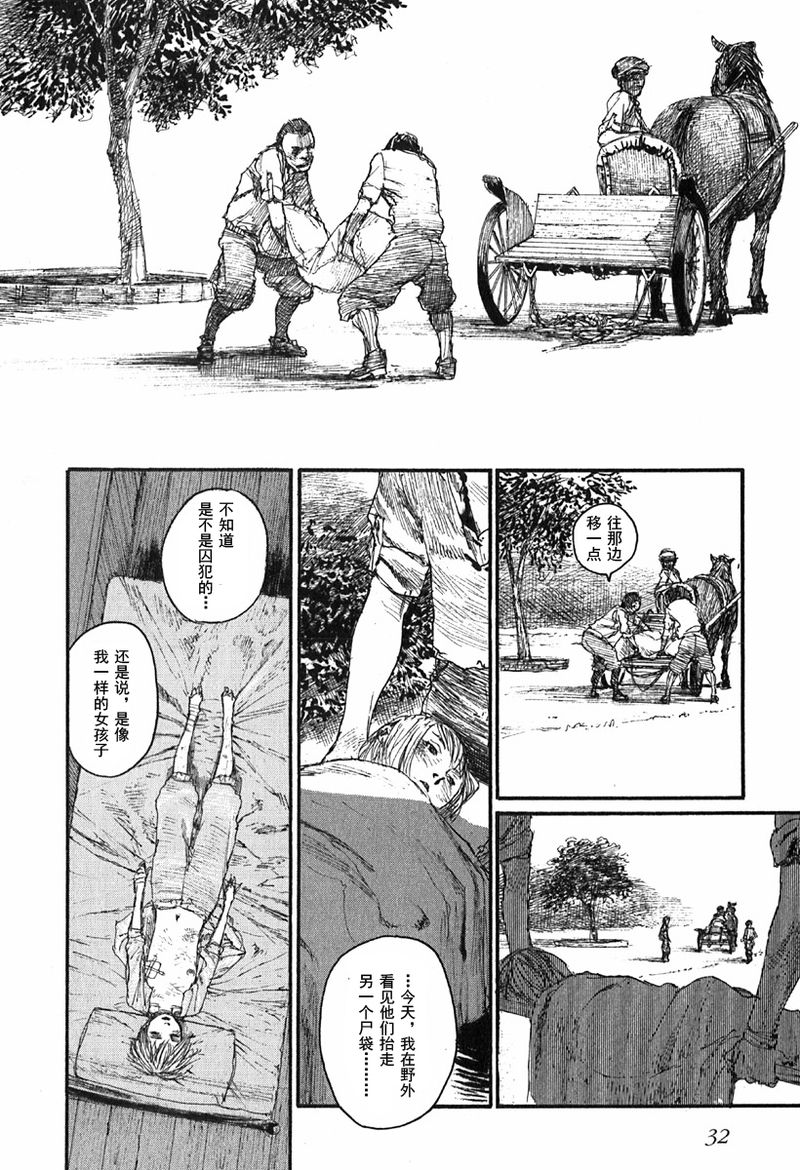 往那边
移一点
…今天，我在野外
看见他们抬走
另一个尸袋………
不知道
是不是囚犯的…
还是说，是像
我一样的女孩子
32